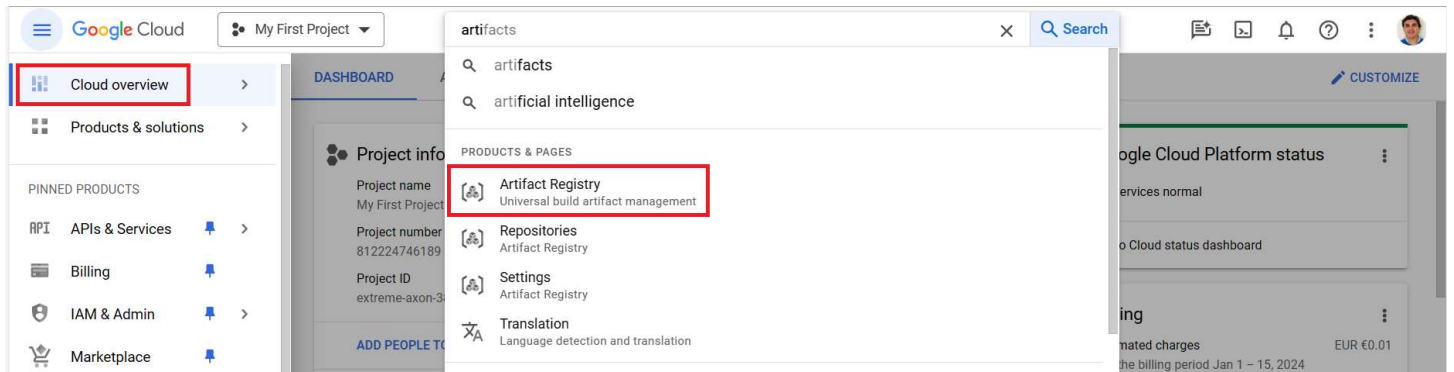 Google Cloud
My First Project
artifacts
Search
Cloud overview
Products & solutions
PINNED PRODUCTS
API APIs & Services
Billing
IAM & Admin
Marketplace
DASHBOARD
CUSTOMIZE
artifacts
artificial intelligence
PRODUCTS & PAGES
Artifact Registry
Universal build artifact management
Repositories
Artifact Registry
Settings
Artifact Registry
Translation
Language detection and translation
Project info
Project name
My First Project
Project number
812224746189
Project ID
extreme-axon-3
ADD PEOPLE TO
ogle Cloud Platform status
ervices normal
o Cloud status dashboard
ing
mated charges
EUR €0.01
the billing period Jan 1 – 15, 2024